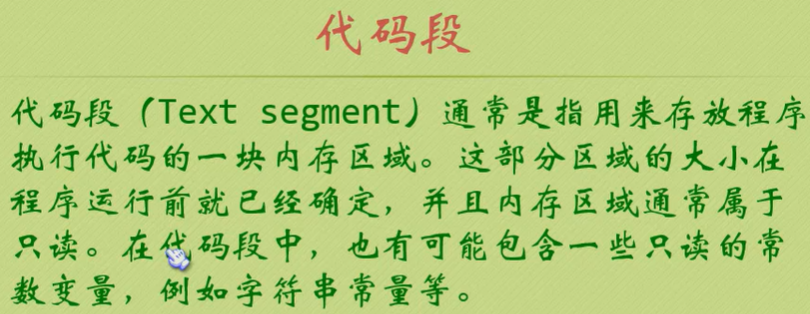 代码段
代码段（Text segment）通常是指用来存放程序
执行代码的一块内存区域。这部分区域的大小在
程序运行前就已经确定，并且内存区域通常属于
只读。在代码段中，也有可能包含一些只读的常
数变量，例如字符串常量等。